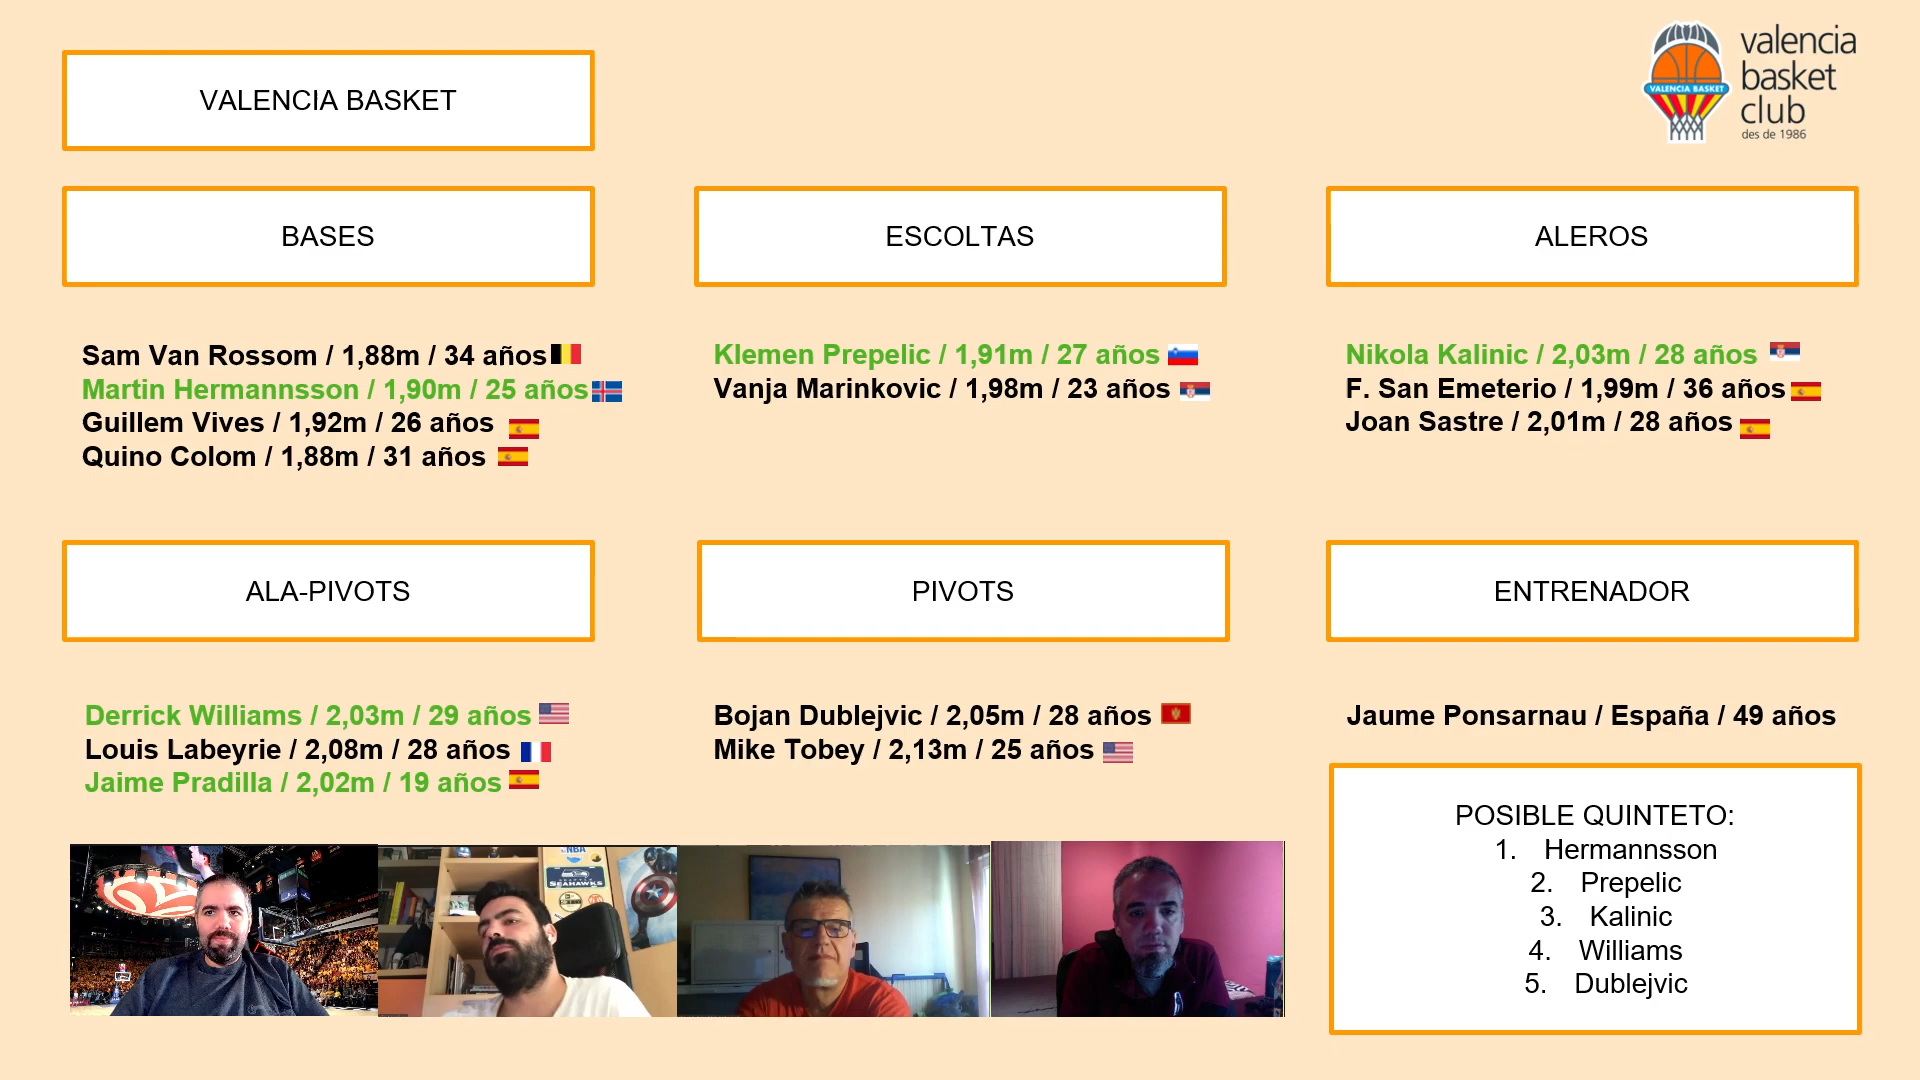 VALENCIA BASKET
VALENCIA BASKET
valencia
basket
club
des de 1986
BASES
Sam Van Rossom / 1,88m / 34 años
Martin Hermannsson / 1,90m / 25 años
Guillem Vives / 1,92m / 26 años
Quino Colom / 1,88m / 31 años
ESCOLTAS
Klemen Prepelic / 1,91m / 27 años
Vanja Marinkovic / 1,98m / 23 años
ALEROS
Nikola Kalinic / 2,03m / 28 años
F. San Emeterio / 1,99m / 36 años
Joan Sastre / 2,01m / 28 años
ALA-PIVOTS
Derrick Williams / 2,03m / 29 años
Louis Labeyrie / 2,08m / 28 años
Jaime Pradilla / 2,02m / 19 años
PIVOTS
Bojan Dublejvic / 2,05m / 28 años
Mike Tobey / 2,13m / 25 años
ENTRENADOR
Jaume Ponsarnau / España / 49 años
POSIBLE QUINTETO:
1. Hermannsson
2. Prepelic
3. Kalinic
4. Williams
5. Dublejvic
NBA
SEAHAWKS